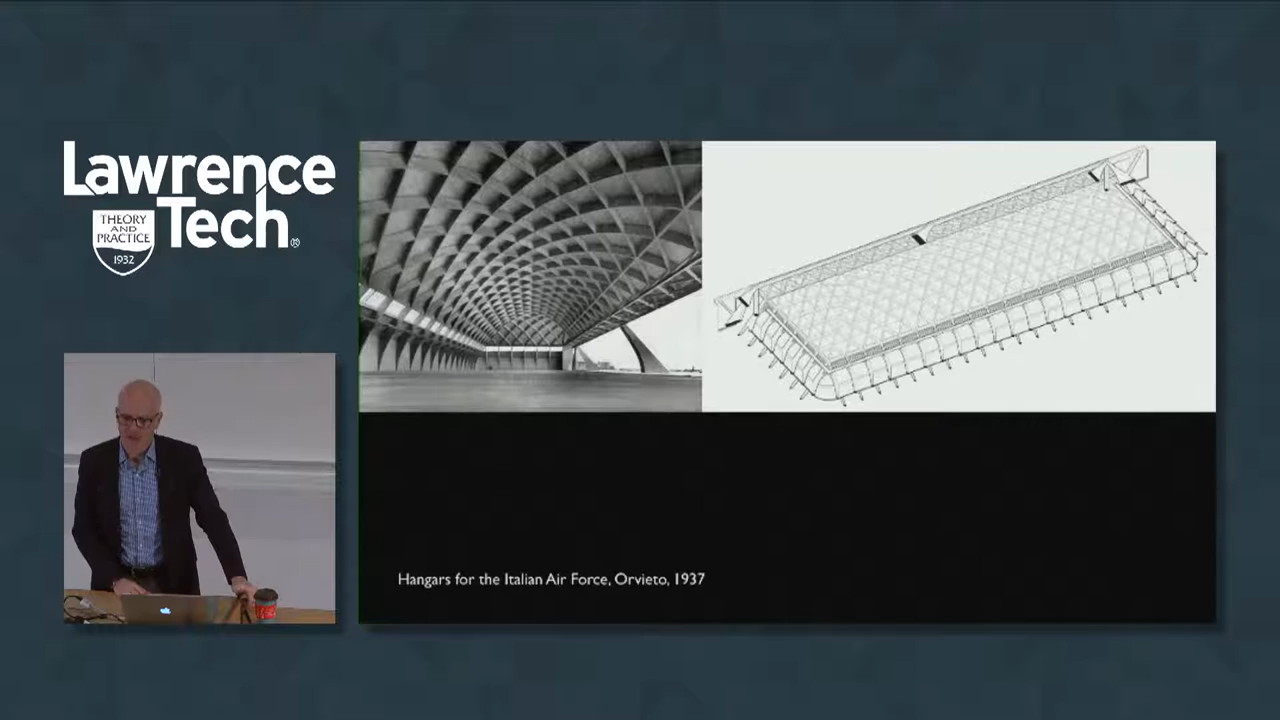 Lawrence
Tech®
THEORY
AND
PRACTICE
1932
Hangars for the Italian Air Force, Orvieto, 1937